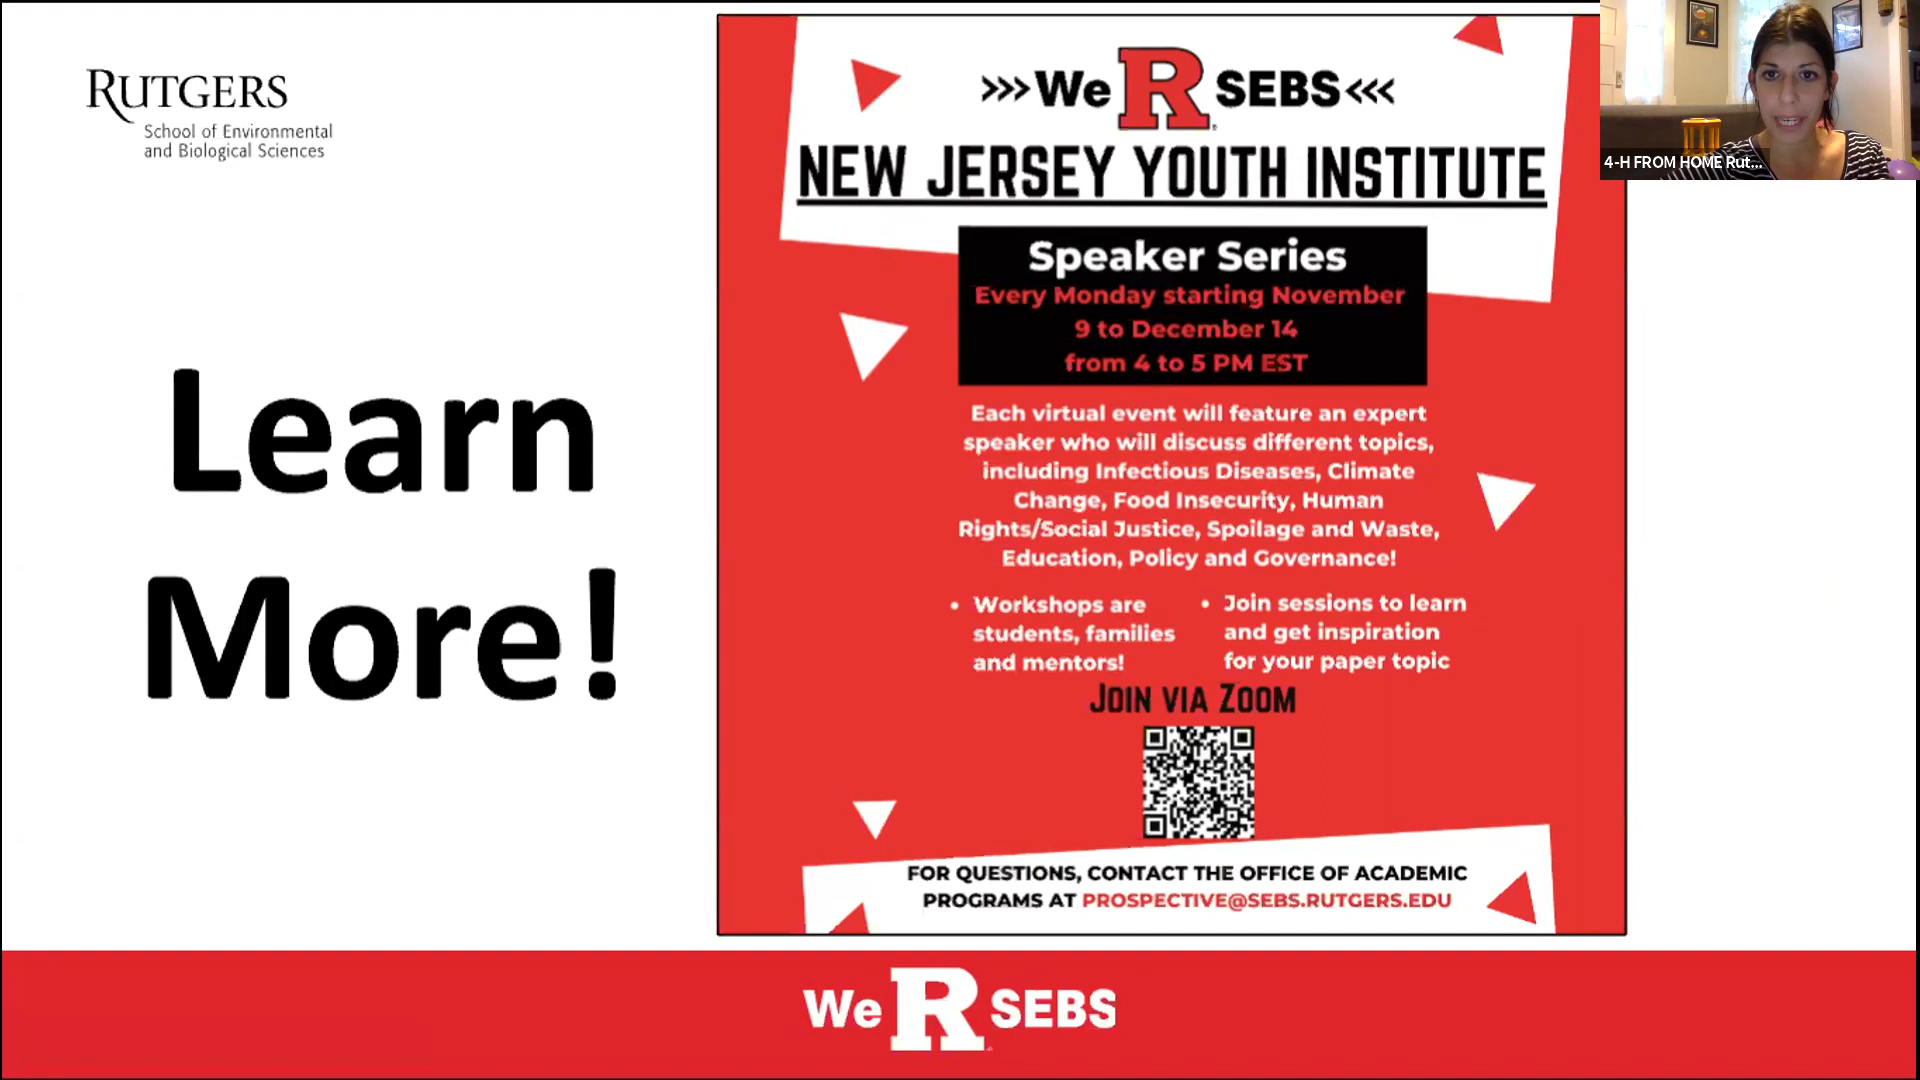 RUTGERS
School of Environmental
and Biological Sciences
Learn
More!
>>>We R SEBS<<<
NEW JERSEY YOUTH INSTITUTE
Speaker Series
Every Monday starting November
9 to December 14
from 4 to 5 PM EST
Each virtual event will feature an expert
speaker who will discuss different topics,
including Infectious Diseases, Climate
Change, Food Insecurity, Human
Rights/Social Justice, Spoilage and Waste,
Education, Policy and Governance!
• Workshops are
students, families
and mentors!
• Join sessions to learn
and get inspiration
for your paper topic
JOIN VIA ZOOM
FOR QUESTIONS, CONTACT THE OFFICE OF ACADEMIC
PROGRAMS AT PROSPECTIVE@SEBS.RUTGERS.EDU
We R SEBS
4-H FROM HOME Rut...